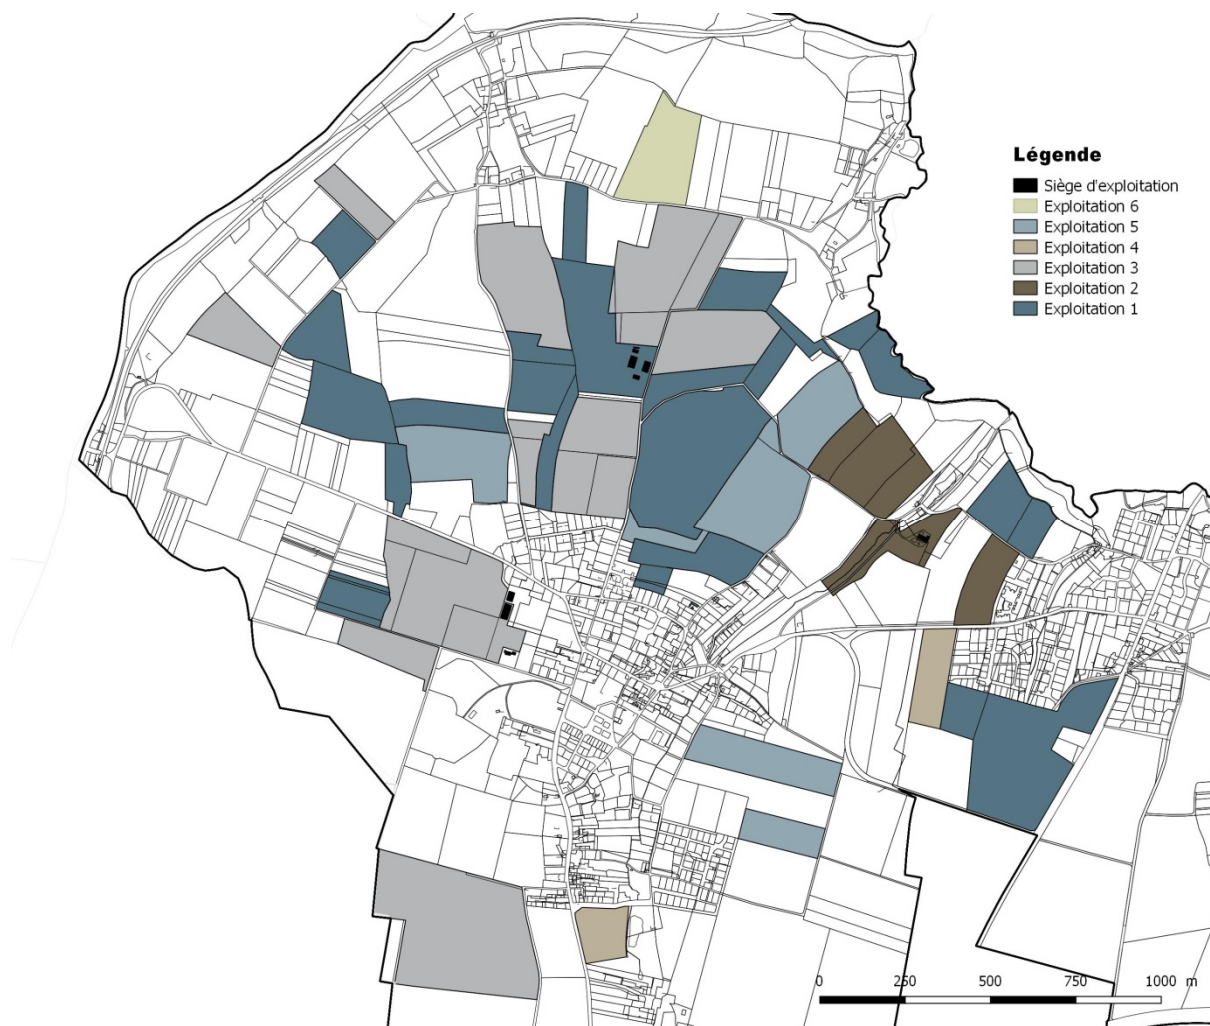 Légende
Siège d'exploitation
Exploitation 6
Exploitation 5
Exploitation 4
Exploitation 3
Exploitation 2
Exploitation 1
0 250 500 750 1000 m